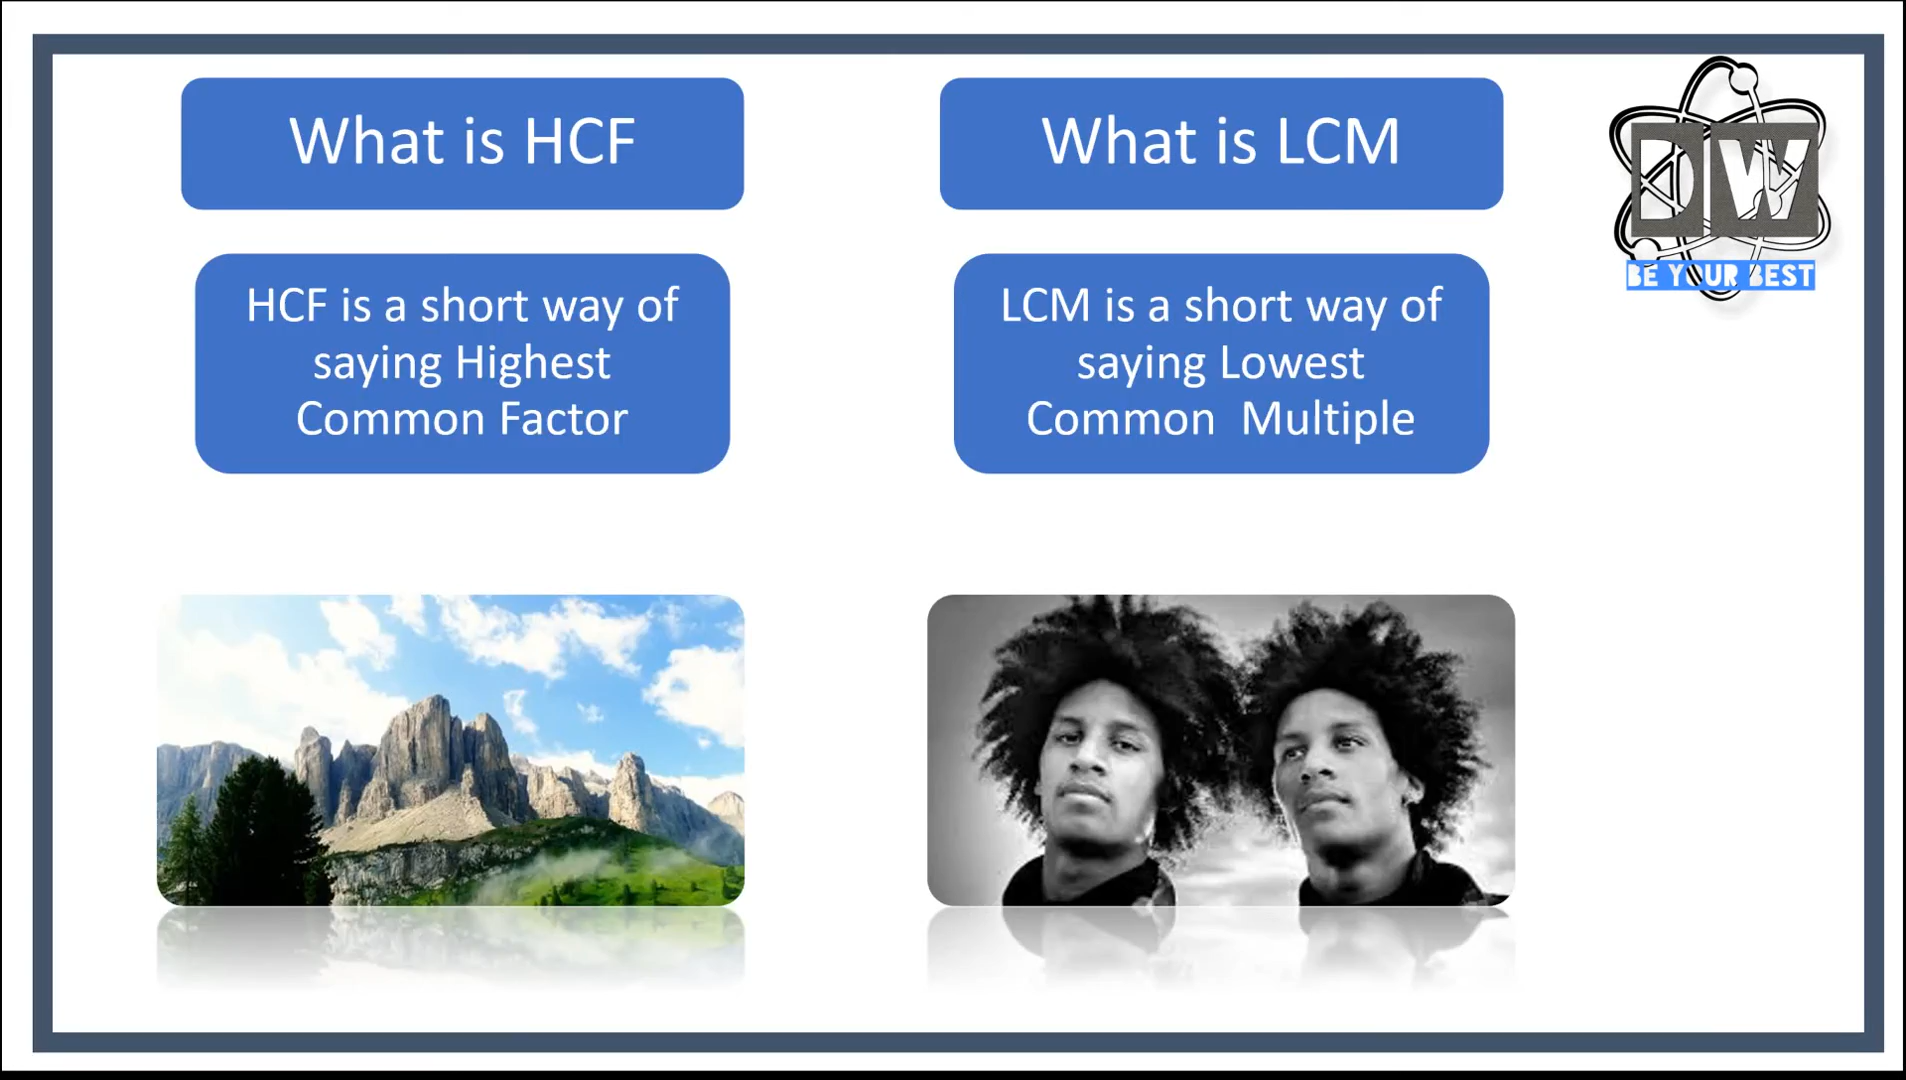 What is HCF
HCF is a short way of
saying Highest
Common Factor
What is LCM
LCM is a short way of
saying Lowest
Common  Multiple
DW
BE YOUR BEST